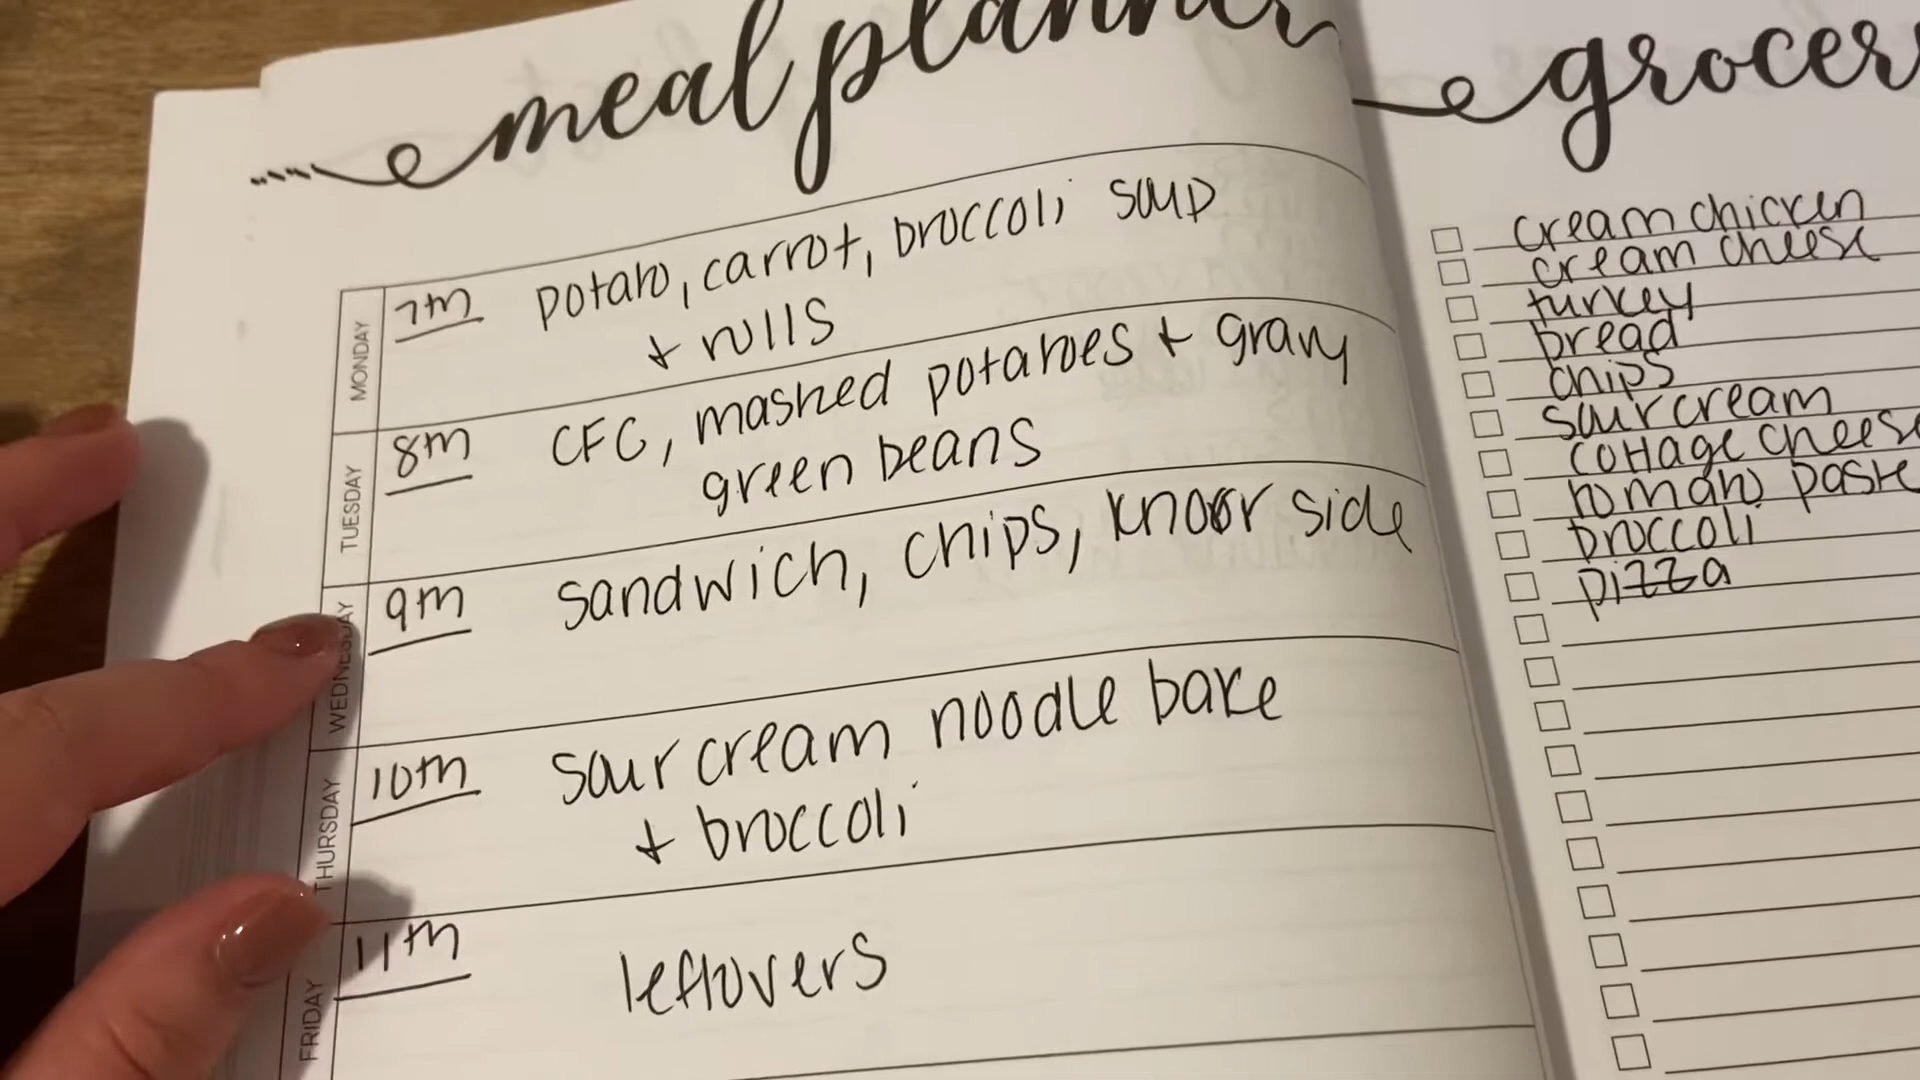 meal planner
MONDAY
7th
potato, carrot, broccoli soup
+ rolls
TUESDAY
8th
CFC, mashed potatoes + gravy
green beans
WEDNESDAY
9th
sandwich, chips, knoor side
THURSDAY
10th
sour cream noodle bake
+ broccoli
FRIDAY
11th
leftovers
grocer
cream chicken
cream cheese
turkey
bread
chips
sour cream
cottage cheese
tomato paste
broccoli
pizza